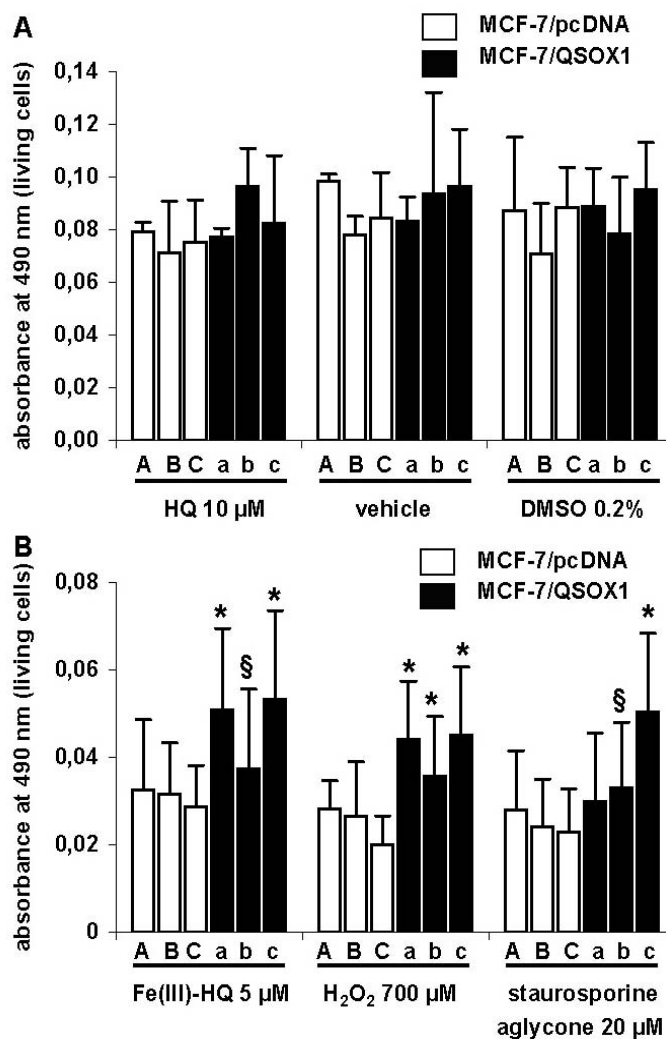 A
MCF-7/pcDNA
MCF-7/QSOX1
absorbance at 490 nm (living cells)
0,14
0,12
0,10
0,08
0,06
0,04
0,02
0,00
A B C a b c A B C a b c A B C a b c
HQ 10 µM vehicle DMSO 0.2%
B
MCF-7/pcDNA
MCF-7/QSOX1
absorbance at 490 nm (living cells)
0,08
0,06
0,04
0,02
0
* § * * * * § *
A B C a b c A B C a b c A B C a b c
Fe(III)-HQ 5 µM H₂O₂ 700 µM staurosporine
aglycone 20 µM